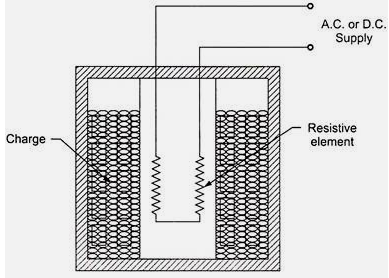 A.C. or D.C.
Supply
Charge
Resistive
element